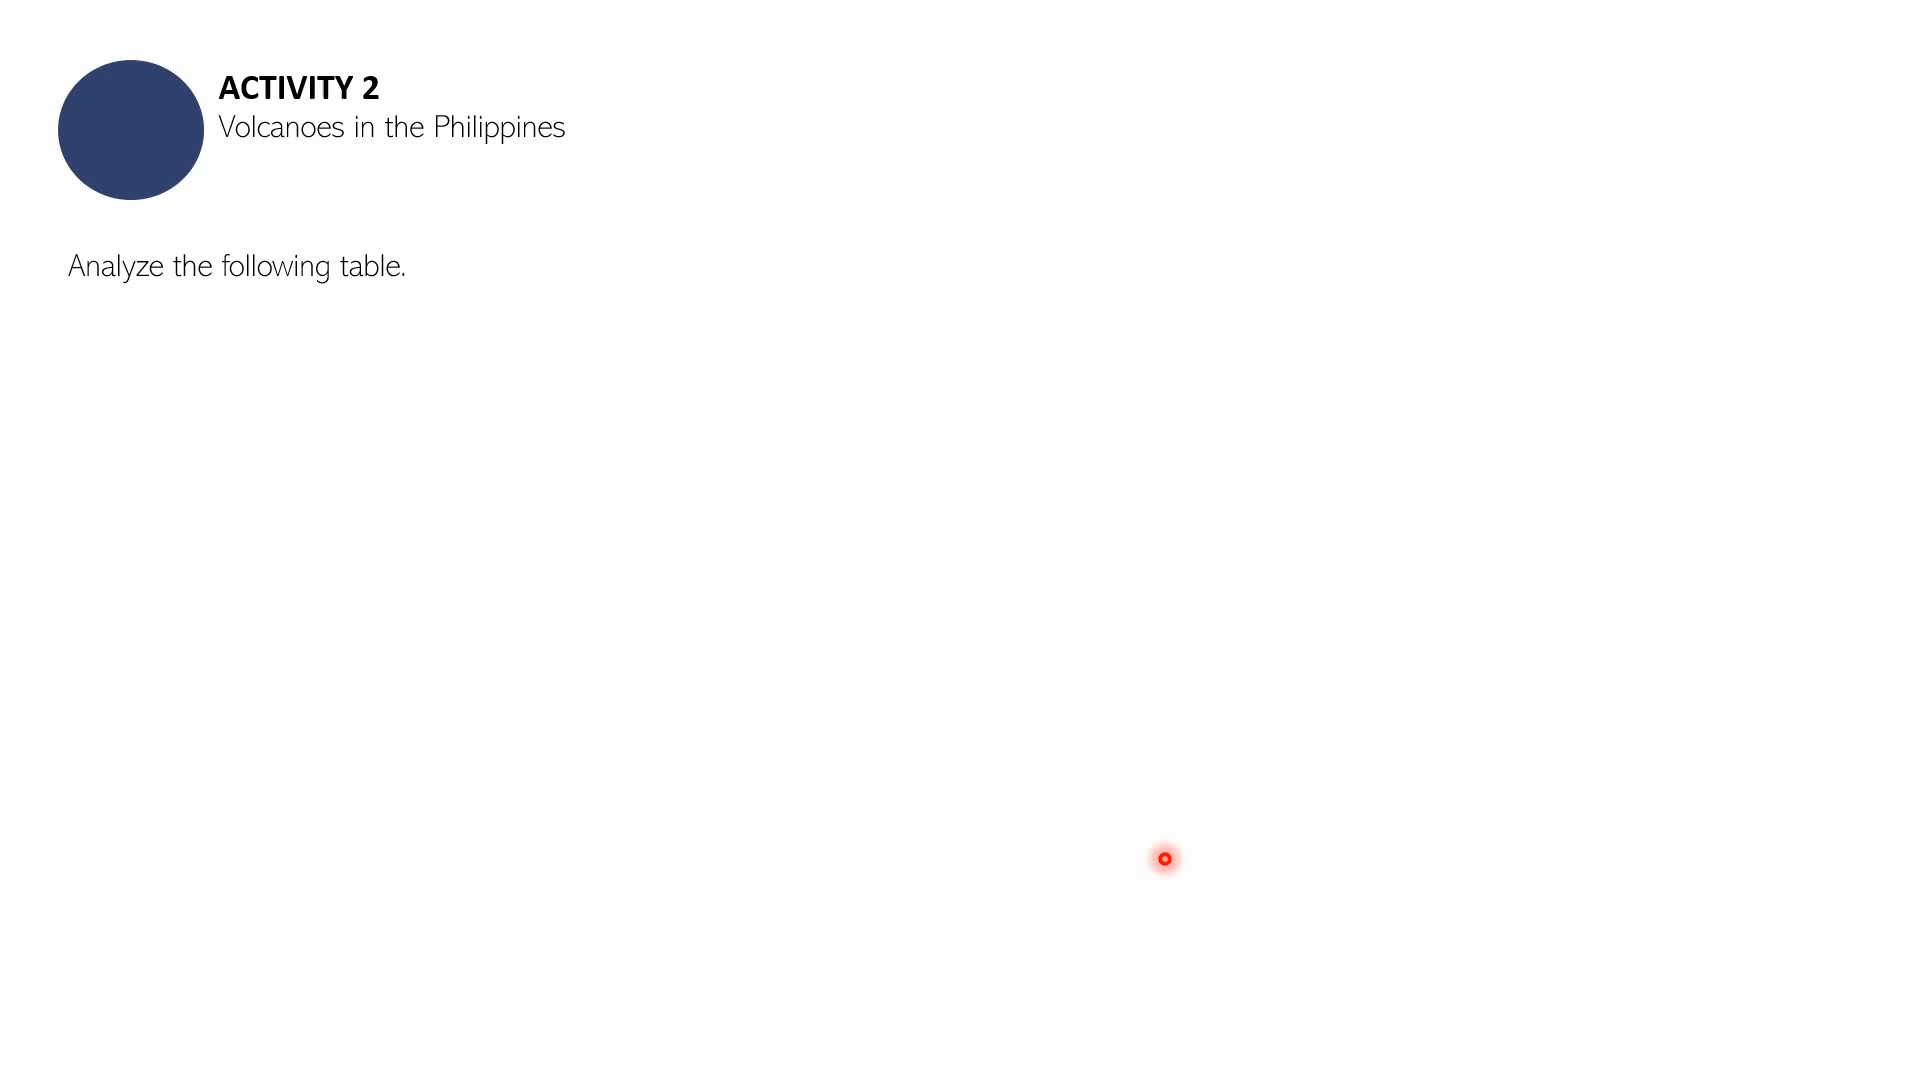 ACTIVITY 2
Volcanoes in the Philippines
Analyze the following table.